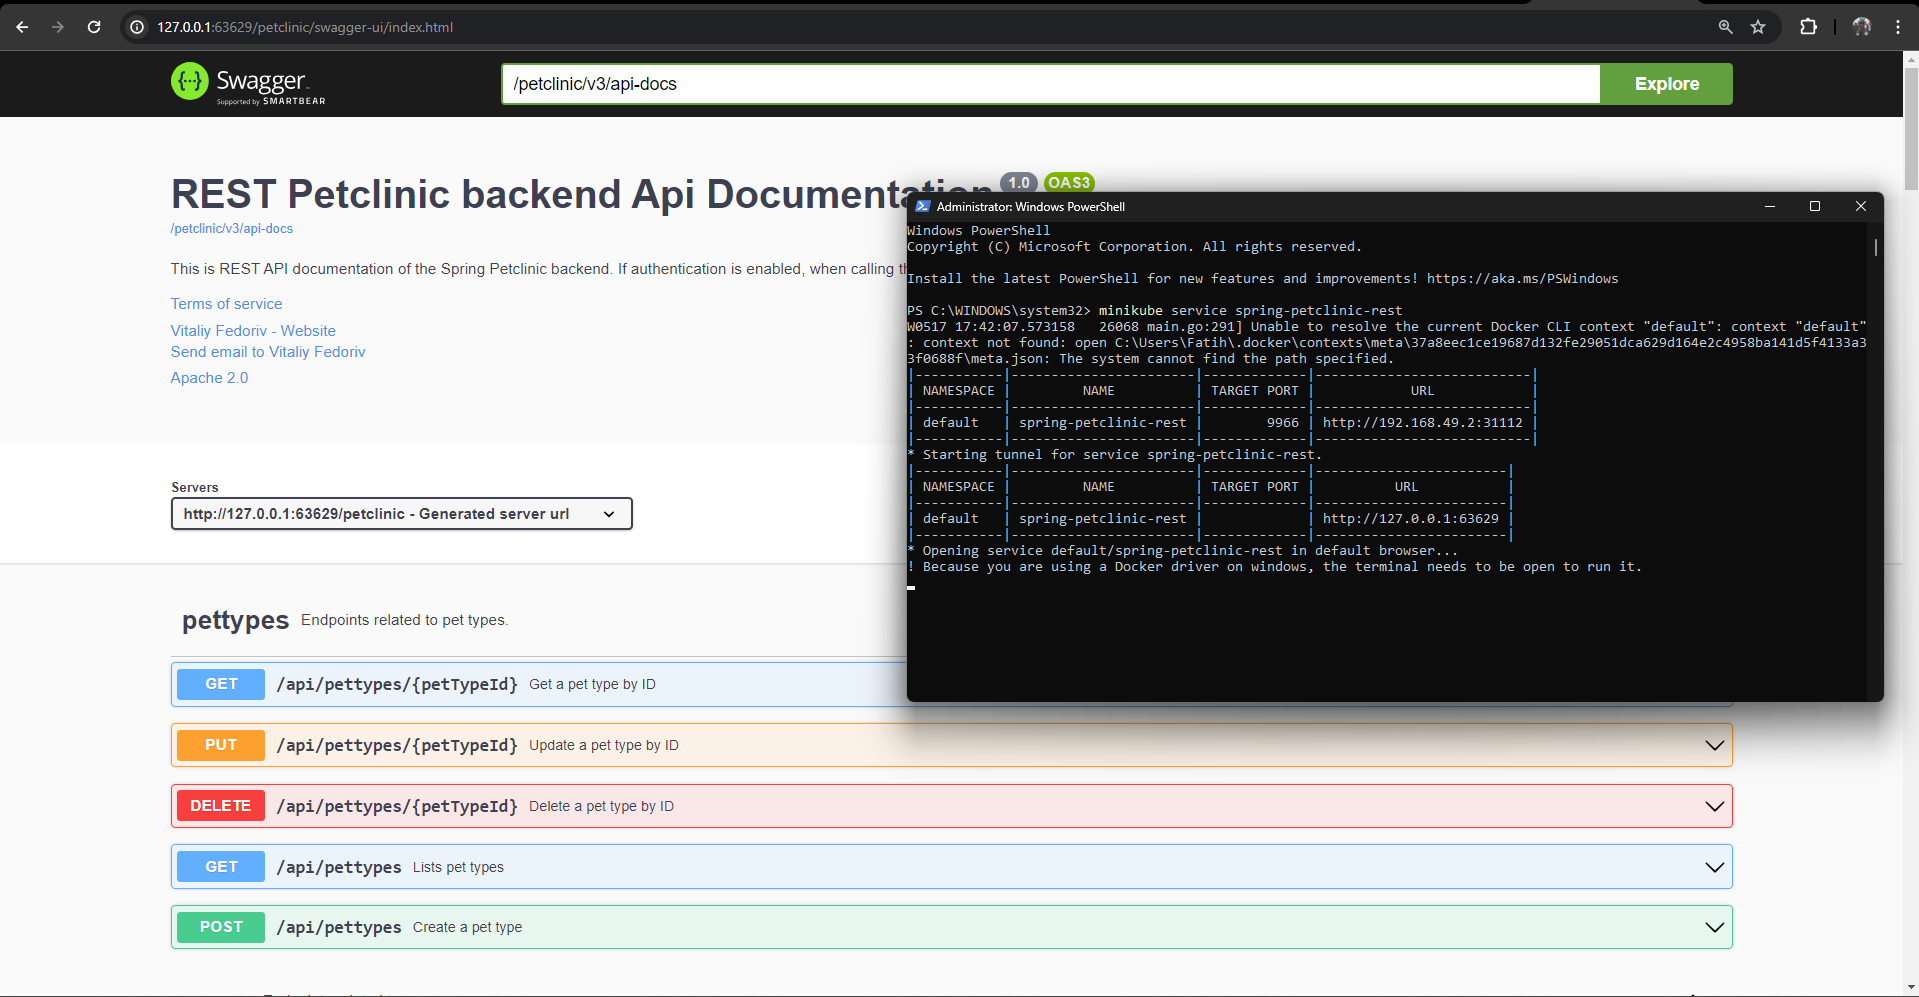 127.0.0.1:63629/petclinic/swagger-ui/index.html
Swagger
Supported by SMARTBEAR
/petclinic/v3/api-docs
Explore
REST Petclinic backend Api Documentation 1.0 OAS3
/petclinic/v3/api-docs
This is REST API documentation of the Spring Petclinic backend. If authentication is enabled, when calling
Terms of service
Vitaliy Fedoriv - Website
Send email to Vitaliy Fedoriv
Apache 2.0
Servers
http://127.0.0.1:63629/petclinic - Generated server url
pettypes Endpoints related to pet types.
GET /api/pettypes/{petTypeId} Get a pet type by ID
PUT /api/pettypes/{petTypeId} Update a pet type by ID
DELETE /api/pettypes/{petTypeId} Delete a pet type by ID
GET /api/pettypes Lists pet types
POST /api/pettypes Create a pet type
Administrator: Windows PowerShell
Windows PowerShell
Copyright (C) Microsoft Corporation. All rights reserved.
Install the latest PowerShell for new features and improvements! https://aka.ms/PSWindows
PS C:\WINDOWS\system32> minikube service spring-petclinic-rest
W0517 17:42:07.573158   26068 main.go:291] Unable to resolve the current Docker CLI context "default": context "default"
: context not found: open C:\Users\Fatih\.docker\contexts\meta\37a8eec1ce19687d132fe29051dca629d164e2c4958ba141d5f4133a3
3f0688f\meta.json: The system cannot find the path specified.
|-----------|-----------------------|-------------|---------------------------|
| NAMESPACE |         NAME          | TARGET PORT |            URL            |
|-----------|-----------------------|-------------|---------------------------|
| default   | spring-petclinic-rest |        9966 | http://192.168.49.2:31112 |
|-----------|-----------------------|-------------|---------------------------|
* Starting tunnel for service spring-petclinic-rest.
|-----------|-----------------------|-------------|------------------------|
| NAMESPACE |         NAME          | TARGET PORT |          URL           |
|-----------|-----------------------|-------------|------------------------|
| default   | spring-petclinic-rest |             | http://127.0.0.1:63629 |
|-----------|-----------------------|-------------|------------------------|
* Opening service default/spring-petclinic-rest in default browser...
! Because you are using a Docker driver on windows, the terminal needs to be open to run it.